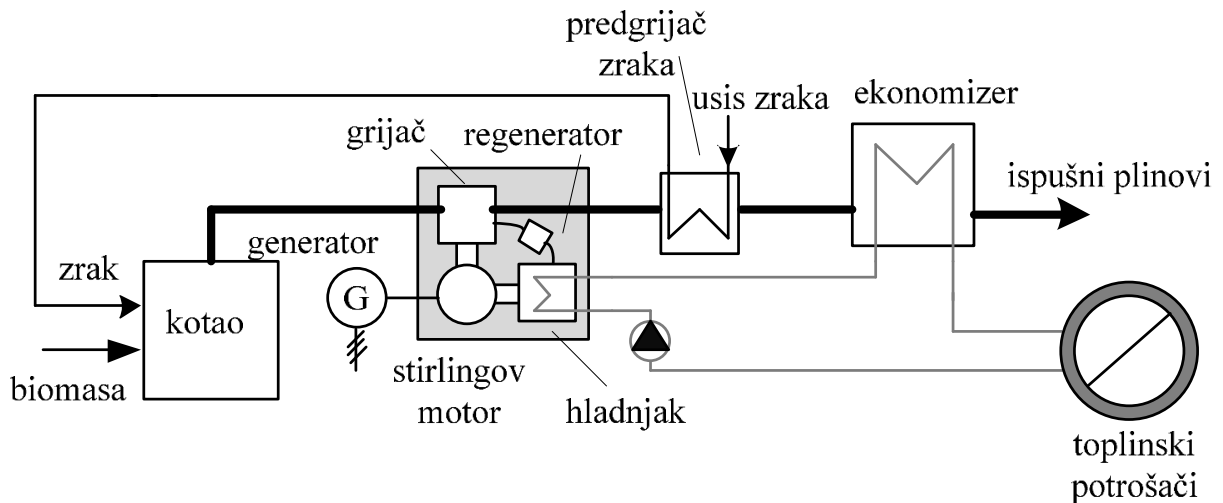 predgrijač
zraka
usis zraka
ekonomizer
grijač
regenerator
ispušni plinovi
generator
zrak
G
kotao
biomasa
stirlingov
motor
hladnjak
toplinski
potrošači